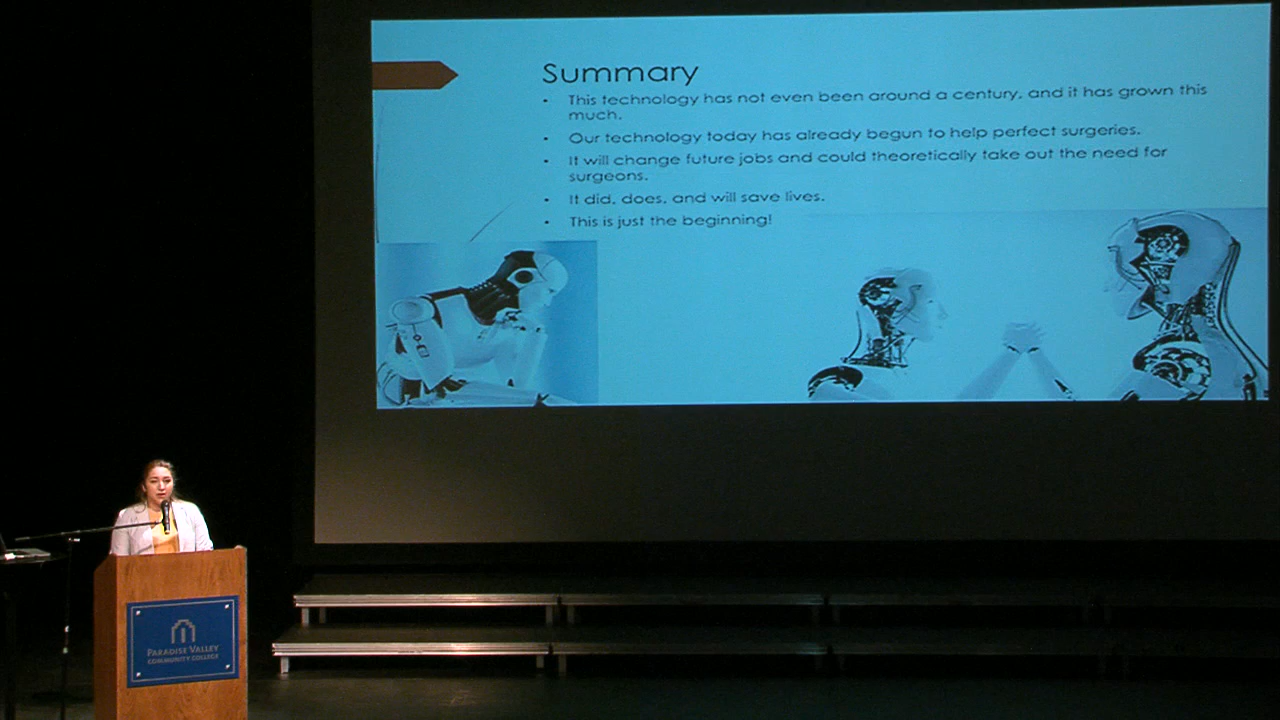 Summary
• This technology has not even been around a century, and it has grown this
much.
• Our technology today has already begun to help perfect surgeries.
• It will change future jobs and could theoretically take out the need for
surgeons.
• It did, does, and will save lives.
• This is just the beginning!
PARADISE VALLEY
COMMUNITY COLLEGE